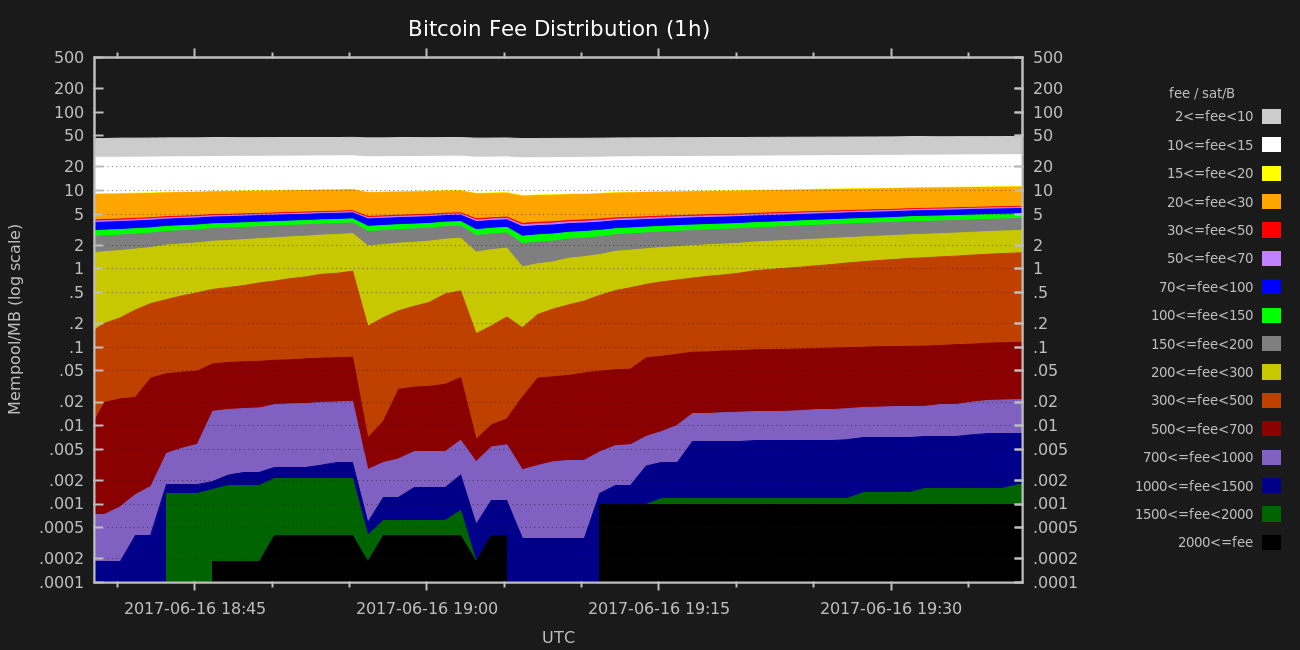 Bitcoin Fee Distribution (1h)
500 500
200 200
100 100
50 50
20 20
10 10
5 5
2 2
1 1
.5 .5
.2 .2
.1 .1
.05 .05
.02 .02
.01 .01
.005 .005
.002 .002
.001 .001
.0005 .0005
.0002 .0002
.0001 .0001
Mempool/MB (log scale)
2017-06-16 18:45 2017-06-16 19:00 2017-06-16 19:15 2017-06-16 19:30
UTC
fee / sat/B
2<=fee<10
10<=fee<15
15<=fee<20
20<=fee<30
30<=fee<50
50<=fee<70
70<=fee<100
100<=fee<150
150<=fee<200
200<=fee<300
300<=fee<500
500<=fee<700
700<=fee<1000
1000<=fee<1500
1500<=fee<2000
2000<=fee